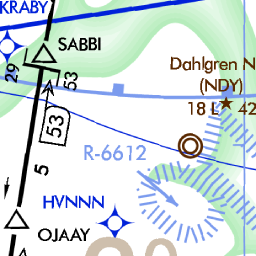 KRABY
SABBI
29
53
Dahlgren N
(NDY)
18 L 42
53
R-6612
5
HVNNN
OJAAY